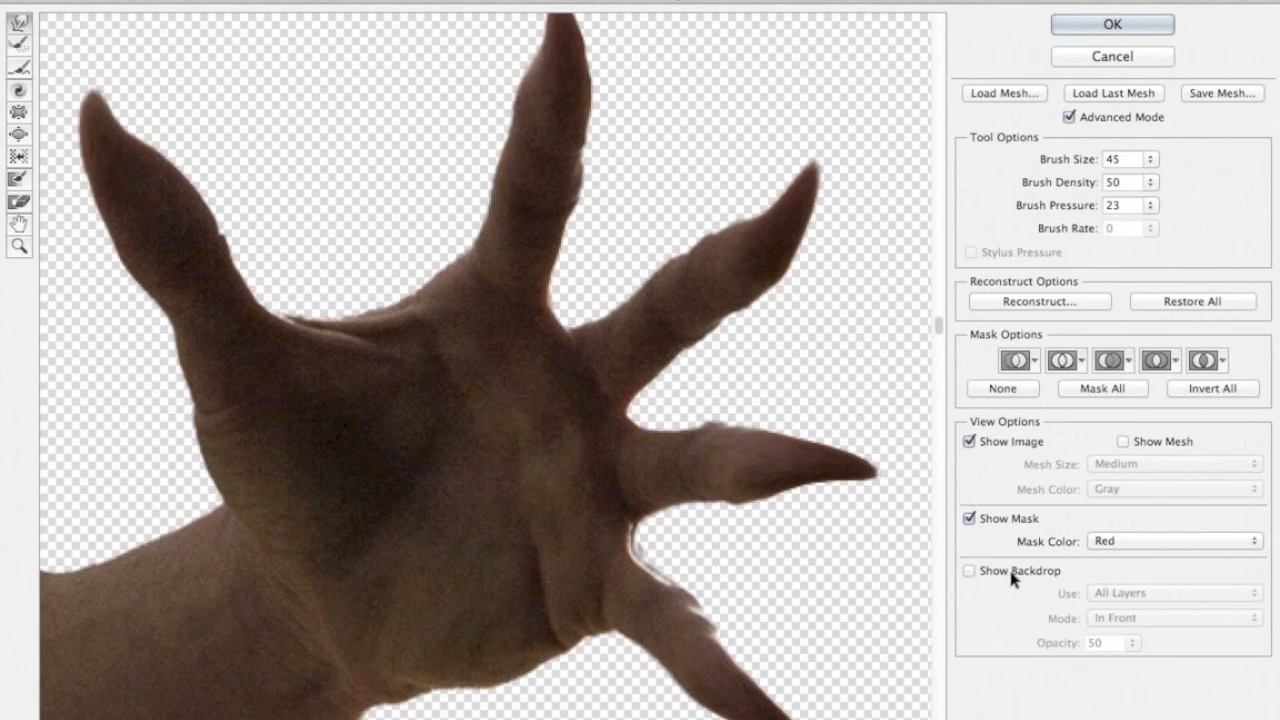 OK
Cancel
Load Mesh... Load Last Mesh Save Mesh...
Advanced Mode
Tool Options
Brush Size: 45
Brush Density: 50
Brush Pressure: 23
Brush Rate: 0
Stylus Pressure
Reconstruct Options
Reconstruct... Restore All
Mask Options
None Mask All Invert All
View Options
Show Image Show Mesh
Mesh Size: Medium
Mesh Color: Gray
Show Mask
Mask Color: Red
Show Backdrop
Use: All Layers
Mode: In Front
Opacity: 50